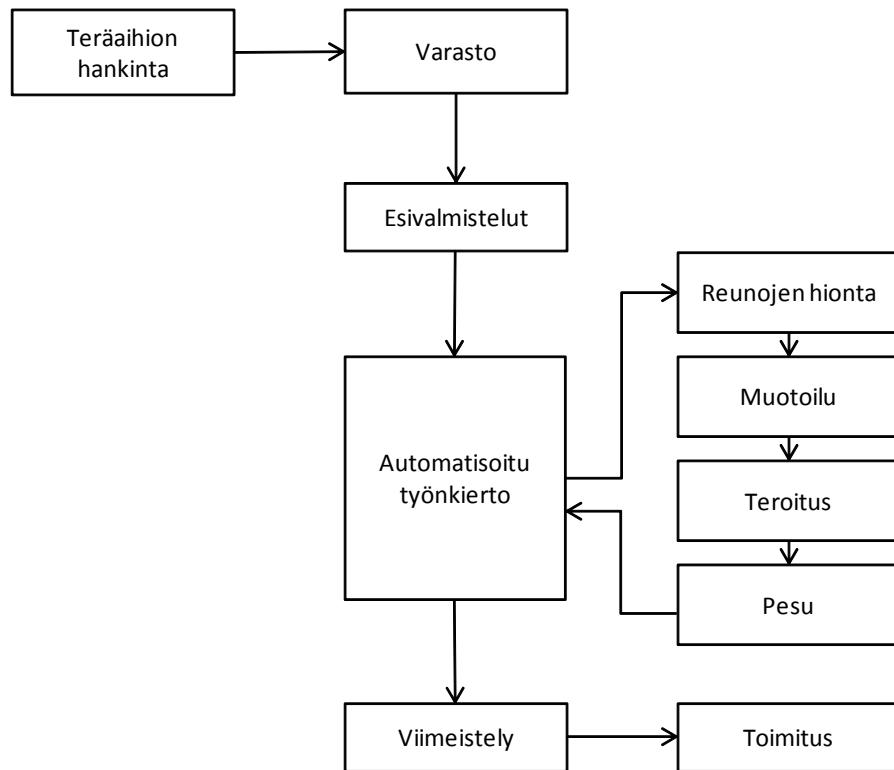 Teräaihion
hankinta
Varasto
Esivalmistelut
Automatisoitu
työnkierto
Reunojen hionta
Muotoilu
Teroitus
Pesu
Viimeistely
Toimitus